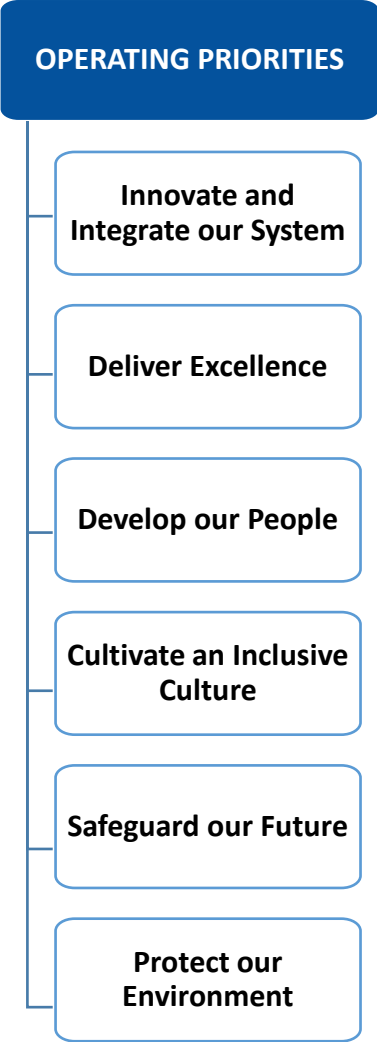 OPERATING PRIORITIES
Innovate and
Integrate our System
Deliver Excellence
Develop our People
Cultivate an Inclusive
Culture
Safeguard our Future
Protect our
Environment